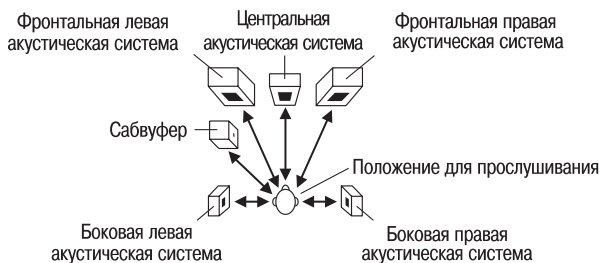 Фронтальная левая
акустическая система
Центральная
акустическая система
Фронтальная правая
акустическая система
Сабвуфер
Положение для прослушивания
Боковая левая
акустическая система
Боковая правая
акустическая система